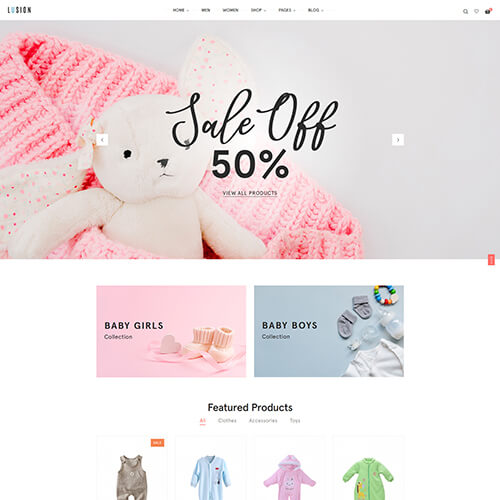 LUSION
HOME MEN WOMEN SHOP PAGES BLOG
Sale Off
50%
VIEW ALL PRODUCTS
BABY GIRLS
Collection
BABY BOYS
Collection
Featured Products
All Clothes Accessories Toys
SALE